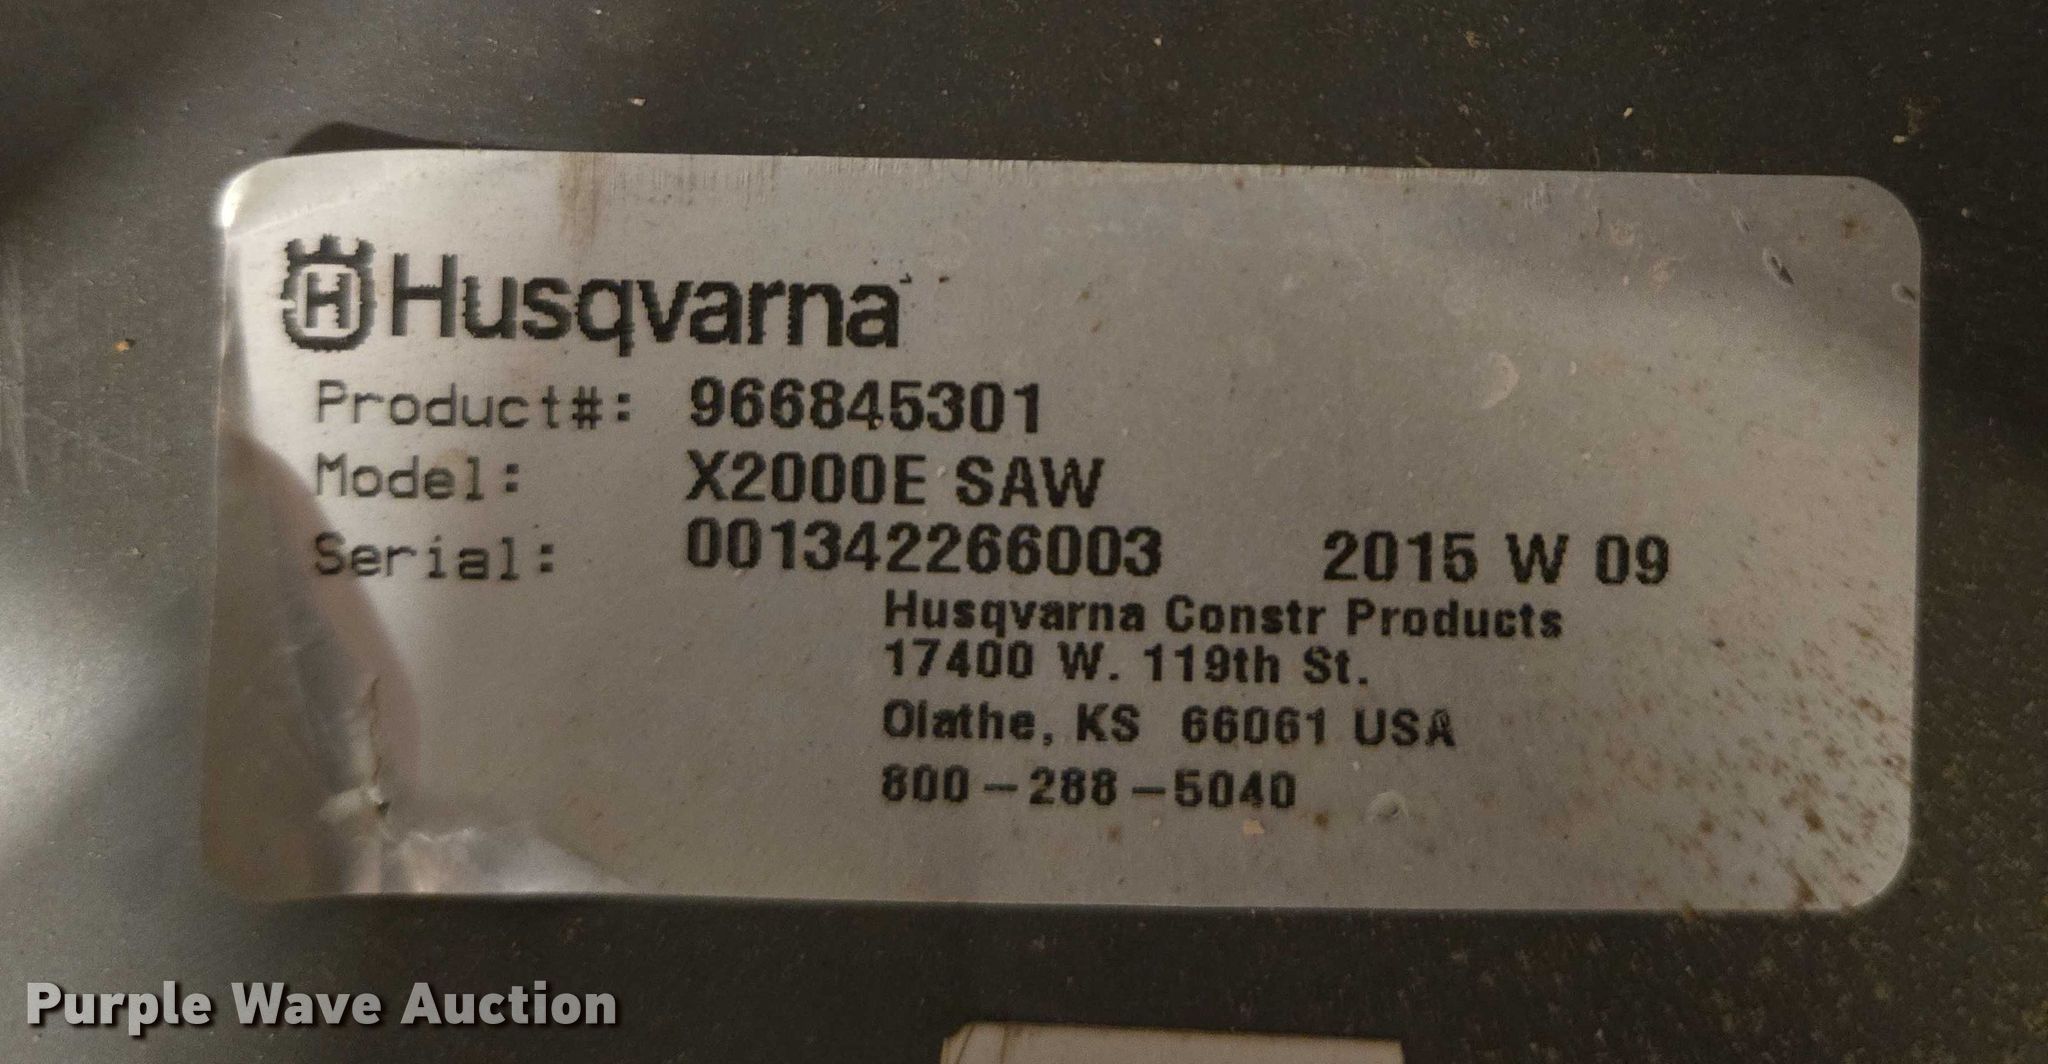 Husqvarna
Product#: 966845301
Model: X2000E SAW
Serial: 001342266003 2015 W 09
Husqvarna Constr Products
17400 W. 119th St.
Olathe, KS 66061 USA
800-288-5040
Purple Wave Auction